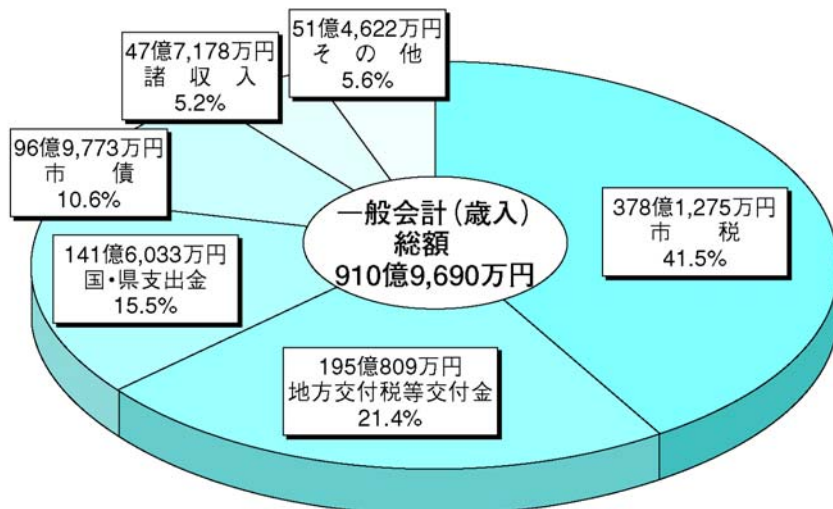 51億4,622万円
そ の 他
5.6%
47億7,178万円
諸 収 入
5.2%
96億9,773万円
市 債
10.6%
141億6,033万円
国・県支出金
15.5%
195億809万円
地方交付税等交付金
21.4%
378億1,275万円
市 税
41.5%
一般会計(歳入)
総額
910億9,690万円